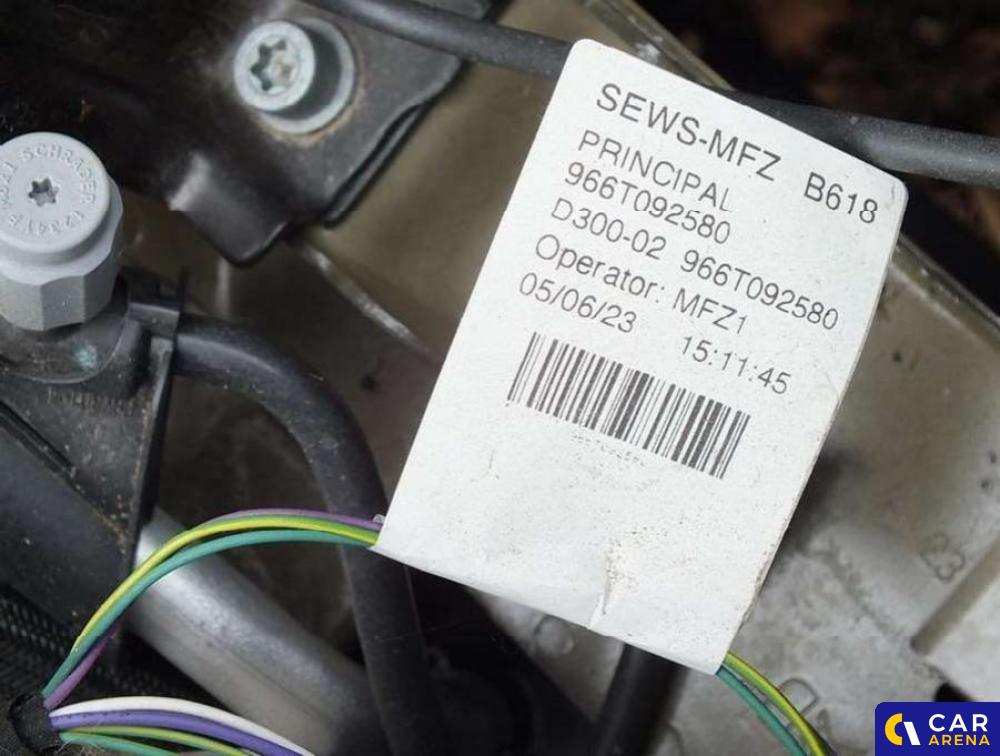 SEWS-MFZ B618
PRINCIPAL
966T092580
D300-02 966T092580
Operator: MFZ1
05/06/23 15:11:45
SCHRADER
CAR
ARENA